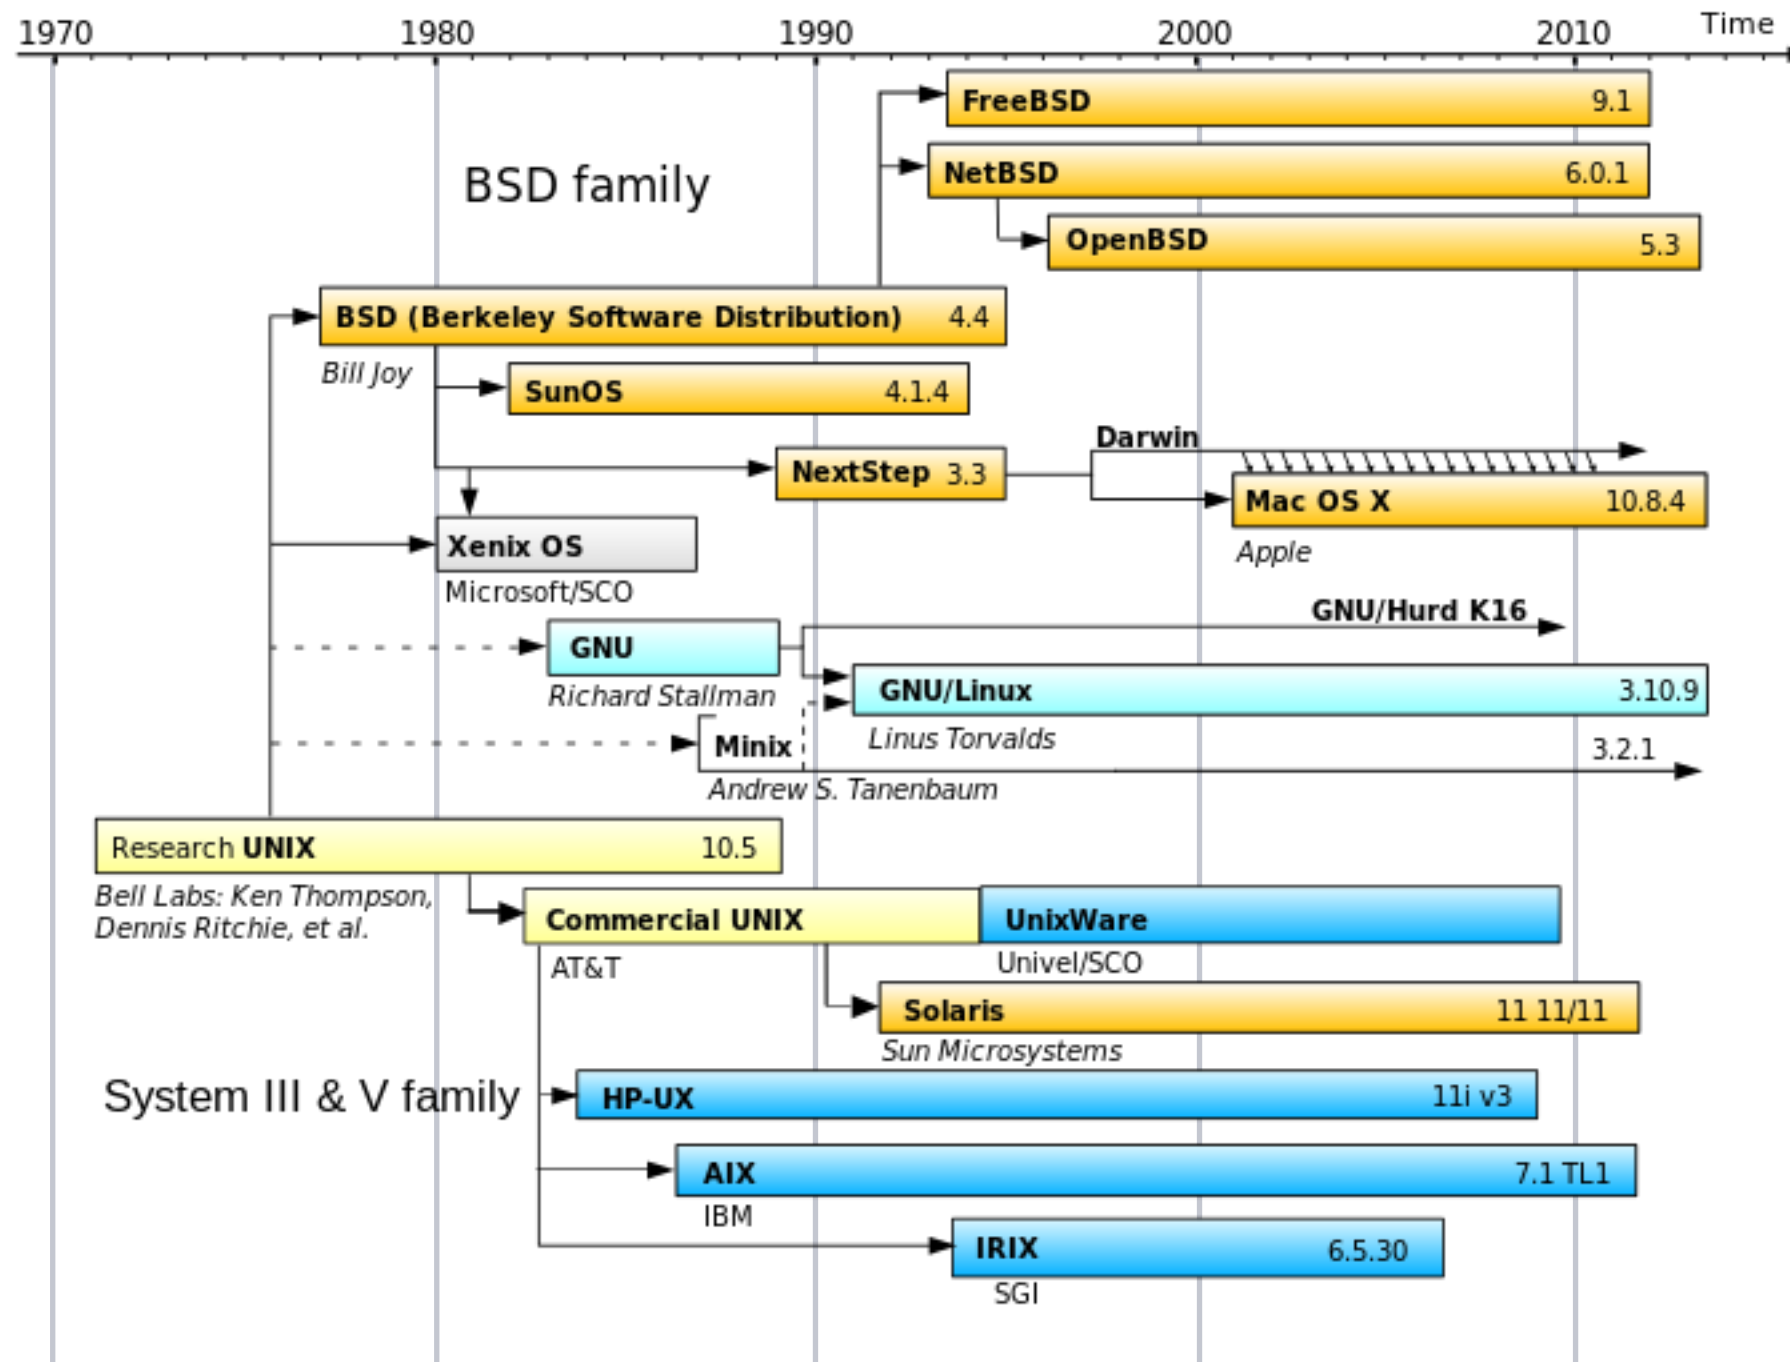 1970 1980 1990 2000 2010 Time
FreeBSD 9.1
BSD family
NetBSD 6.0.1
OpenBSD 5.3
BSD (Berkeley Software Distribution) 4.4
Bill Joy
SunOS 4.1.4
Darwin
NextStep 3.3
Mac OS X 10.8.4
Apple
Xenix OS
Microsoft/SCO
GNU/Hurd K16
GNU
Richard Stallman
GNU/Linux 3.10.9
Linus Torvalds
Minix 3.2.1
Andrew S. Tanenbaum
Research UNIX 10.5
Bell Labs: Ken Thompson,
Dennis Ritchie, et al.
Commercial UNIX
AT&T
UnixWare
Univel/SCO
Solaris 11 11/11
Sun Microsystems
System III & V family
HP-UX 11i v3
AIX 7.1 TL1
IBM
IRIX 6.5.30
SGI